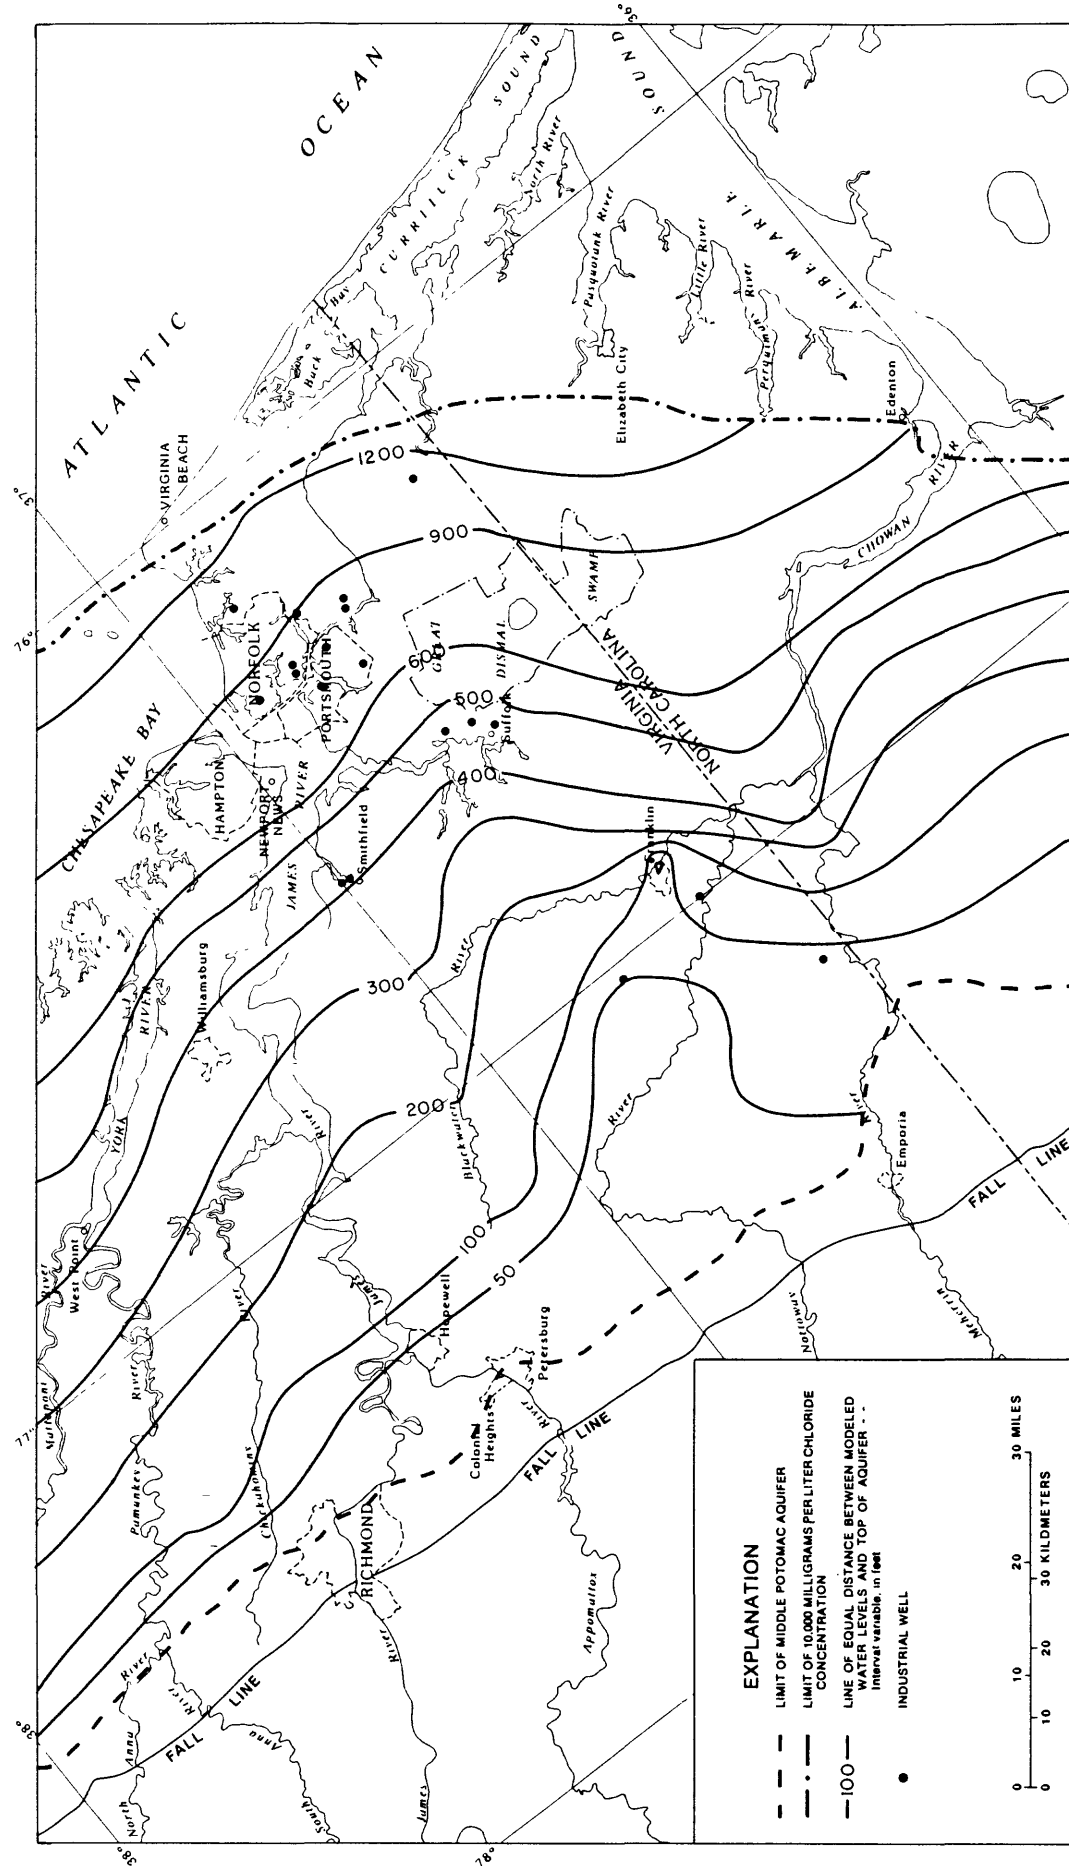 OCEAN
ATLANTIC
SOUND
36°
SOUND
CURRITUCK
North River
Pasquotank River
Little River
River
ALBEMARLE
Back
Bay
VIRGINIA
BEACH
37°
76°
1200
Elizabeth City
Edenton
900
CHOWAN
RIVER
SWAMP
GREAT
DISMAL
NORFOLK
PORTSMOUTH
600
500
Suffolk
VIRGINIA
NORTH CAROLINA
CHESAPEAKE BAY
HAMPTON
NEWPORT
NEWS
JAMES
RIVER
400
Smithfield
Franklin
Williamsburg
YORK
RIVER
300
River
River
200
Blackwater
River
River
Emporia
West Point
River
Mattaponi
77°
Pamunkey
River
Chickahominy
River
James
Hopewell
100
50
Petersburg
Colonial
Heights
River
FALL
LINE
FALL
LINE
Nottoway
Meherrin
RICHMOND
River
Appomattox
38°
38°
North
Anna
River
South
Anna
River
FALL
LINE
James
78°
EXPLANATION
LIMIT OF MIDDLE POTOMAC AQUIFER
LIMIT OF 10,000 MILLIGRAMS PER LITER CHLORIDE
CONCENTRATION
—100— LINE OF EQUAL DISTANCE BETWEEN MODELED
WATER LEVELS AND TOP OF AQUIFER - -
Interval variable, in feet
INDUSTRIAL WELL
0 10 20 30 MILES
0 10 20 30 KILOMETERS